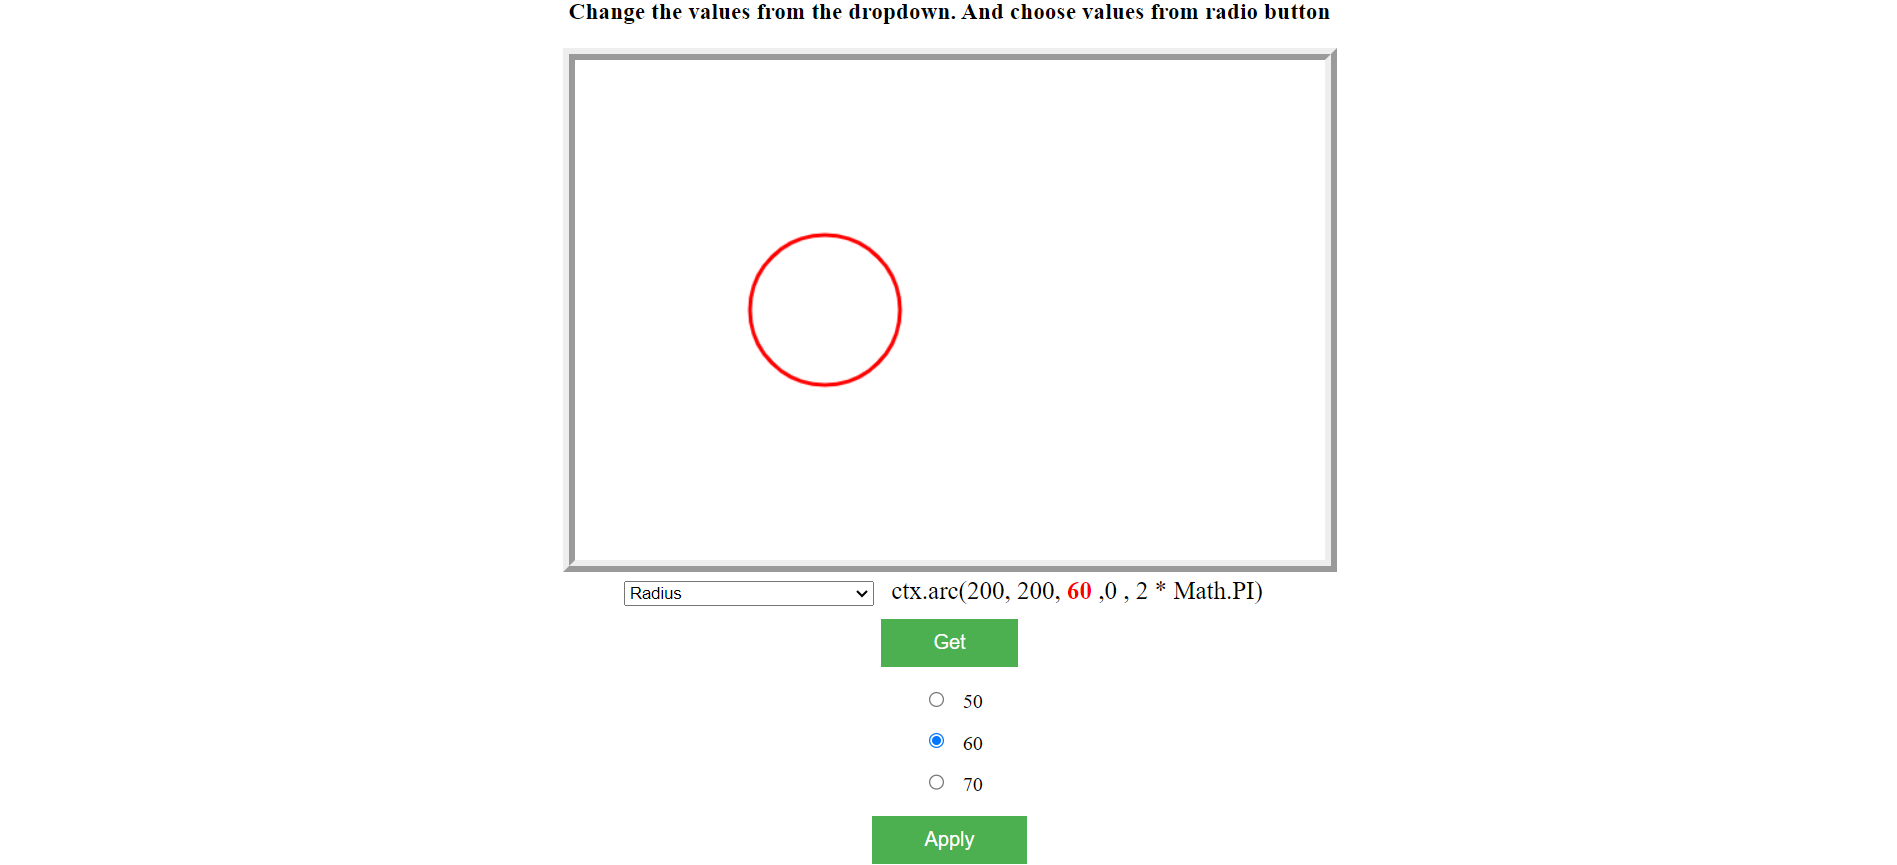 Change the values from the dropdown. And choose values from radio button
Radius ctx.arc(200, 200, 60 ,0 , 2 * Math.PI)
Get
50
60
70
Apply